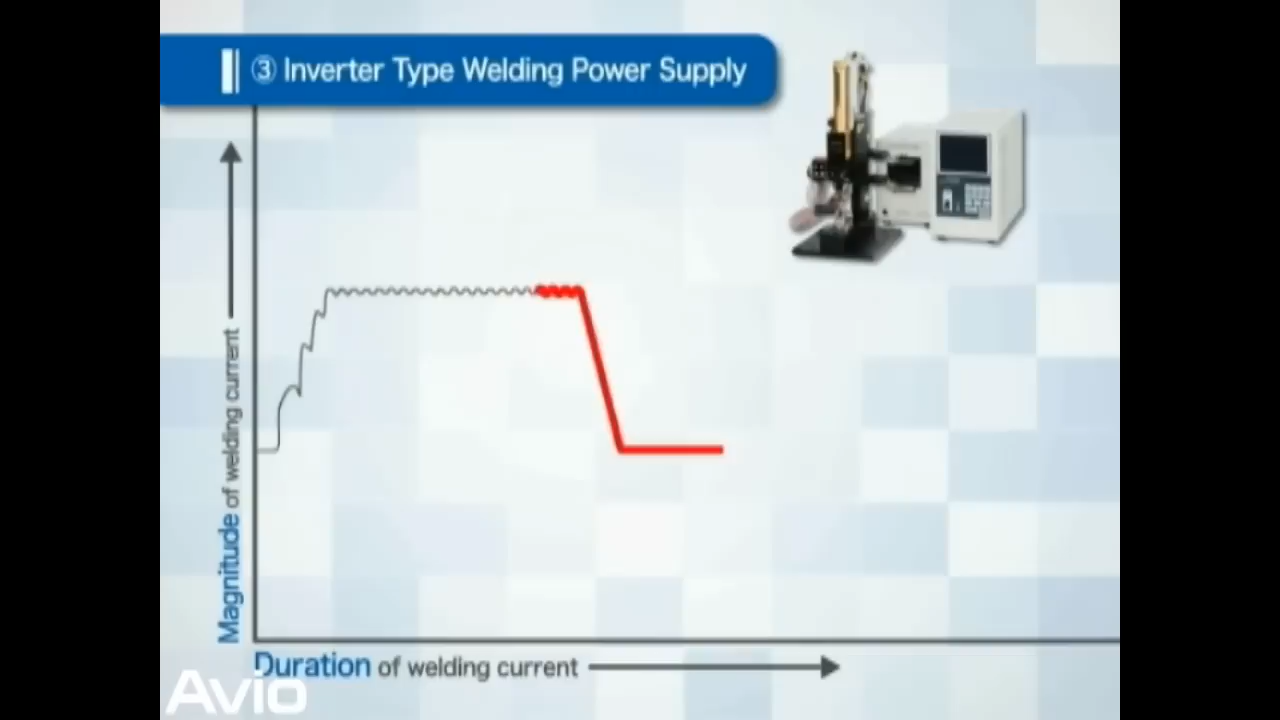 ③ Inverter Type Welding Power Supply
Magnitude of welding current
Duration of welding current
Avio